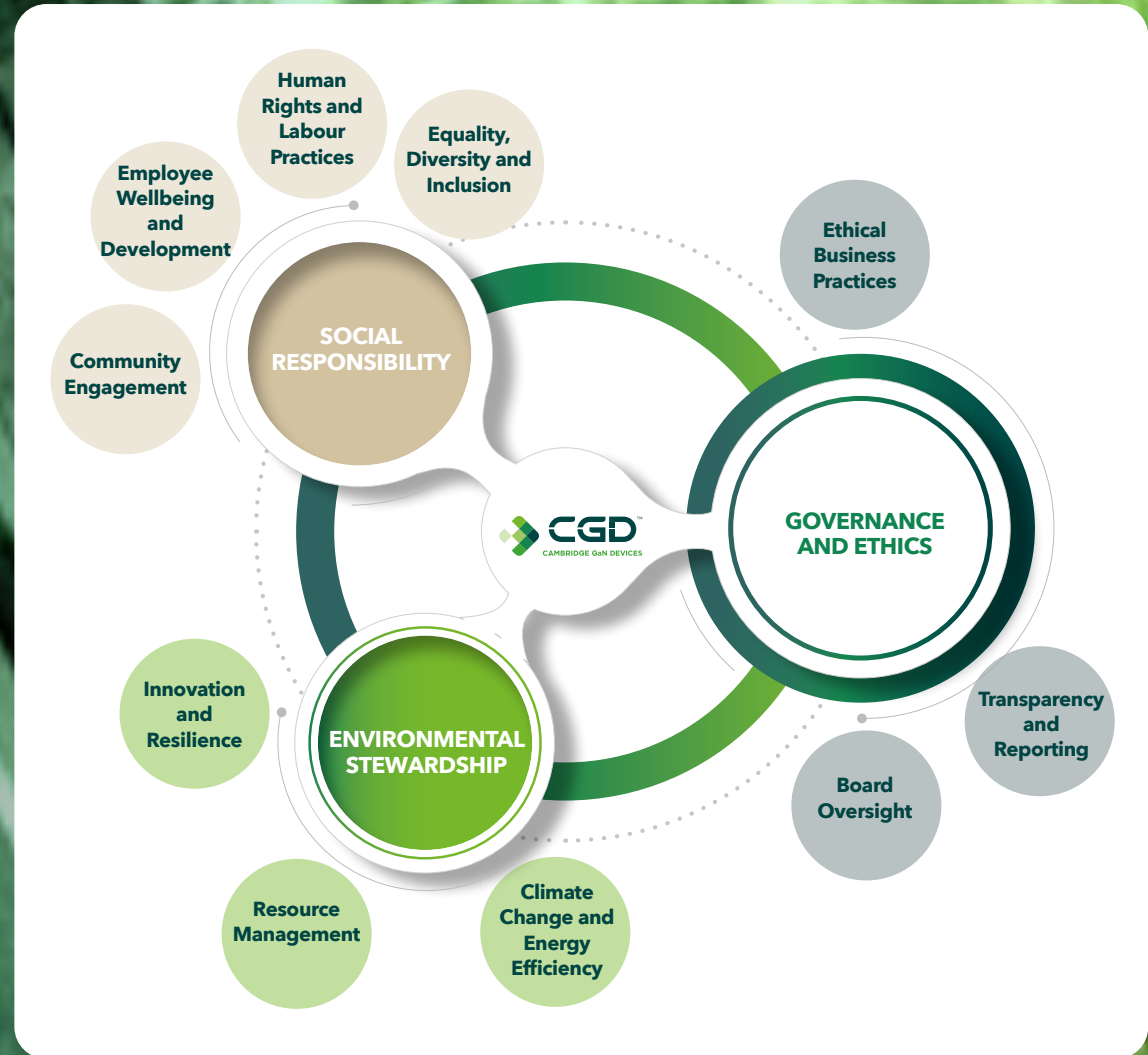 Human
Rights and
Labour
Practices
Equality,
Diversity and
Inclusion
Employee
Wellbeing
and
Development
Community
Engagement
SOCIAL
RESPONSIBILITY
Ethical
Business
Practices
CGD™
CAMBRIDGE GaN DEVICES
GOVERNANCE
AND ETHICS
Innovation
and
Resilience
ENVIRONMENTAL
STEWARDSHIP
Transparency
and
Reporting
Board
Oversight
Resource
Management
Climate
Change and
Energy
Efficiency